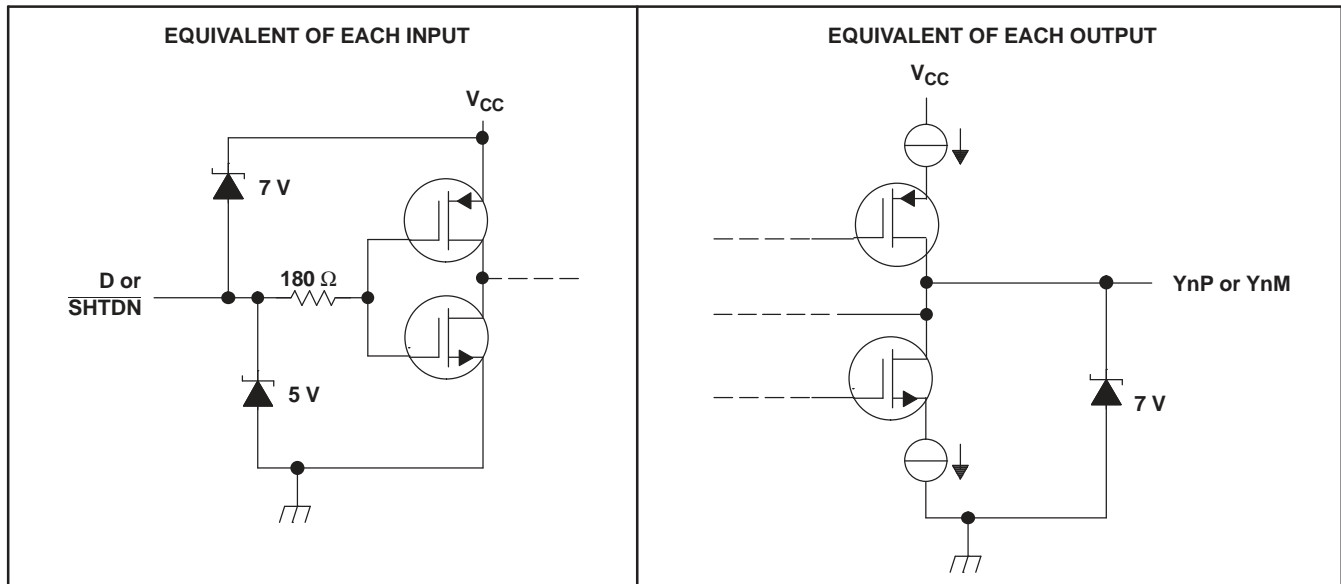 EQUIVALENT OF EACH INPUT
VCC
7 V
D or
SHTDN
180 Ω
5 V
EQUIVALENT OF EACH OUTPUT
VCC
YnP or YnM
7 V